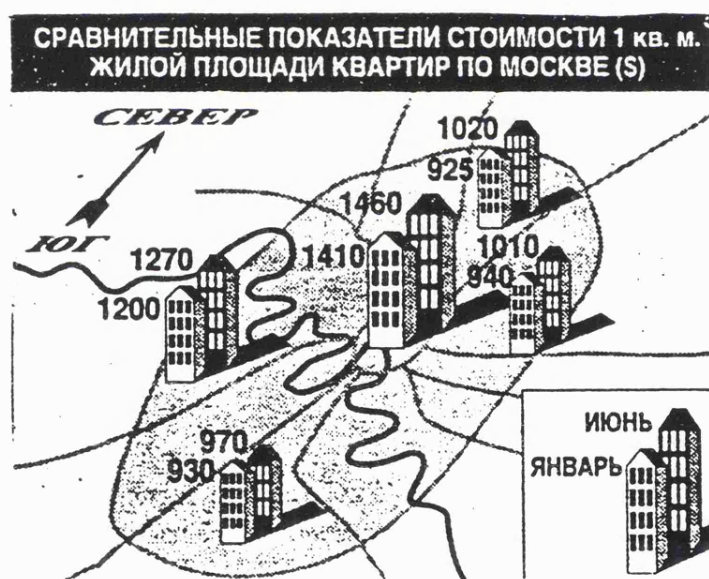 СРАВНИТЕЛЬНЫЕ ПОКАЗАТЕЛИ СТОИМОСТИ 1 кв. м.
ЖИЛОЙ ПЛОЩАДИ КВАРТИР ПО МОСКВЕ ($)
СЕВЕР
ЮГ
1020
925
1460
1410
1010
940
1270
1200
970
930
ИЮНЬ
ЯНВАРЬ